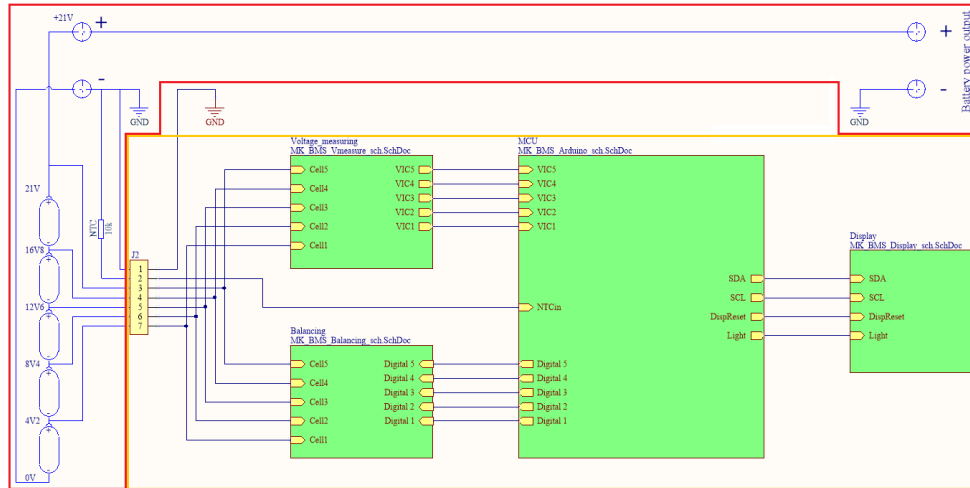 +21V
+
+
-
-
GND
GND
GND
Battery power output
Voltage_measuring
MK_BMS_Vmeasure_sch.SchDoc
Cell5
Cell4
Cell3
Cell2
Cell1
VIC5
VIC4
VIC3
VIC2
VIC1
MCU
MK_BMS_Arduino_sch.SchDoc
VIC5
VIC4
VIC3
VIC2
VIC1
NTCin
SDA
SCL
DispReset
Light
Digital 5
Digital 4
Digital 3
Digital 2
Digital 1
Display
MK_BMS_Display_sch.SchDoc
SDA
SCL
DispReset
Light
21V
16V8
12V6
8V4
4V2
0V
NTC
10k
J2
1
2
3
4
5
6
7
Balancing
MK_BMS_Balancing_sch.SchDoc
Cell5
Cell4
Cell3
Cell2
Cell1
Digital 5
Digital 4
Digital 3
Digital 2
Digital 1